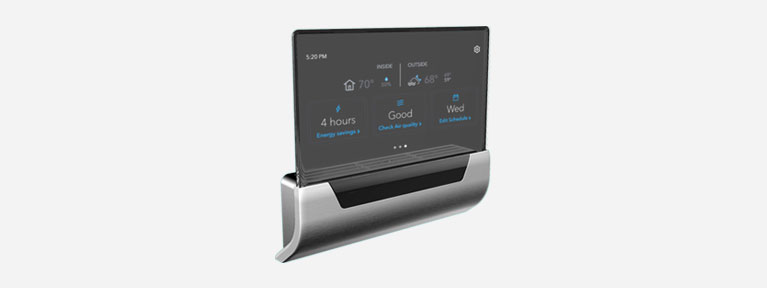 5:20 PM
INSIDE
OUTSIDE
70°
68°
4 hours
Energy savings >
Good
Check Air quality >
Wed
Edit Schedule >